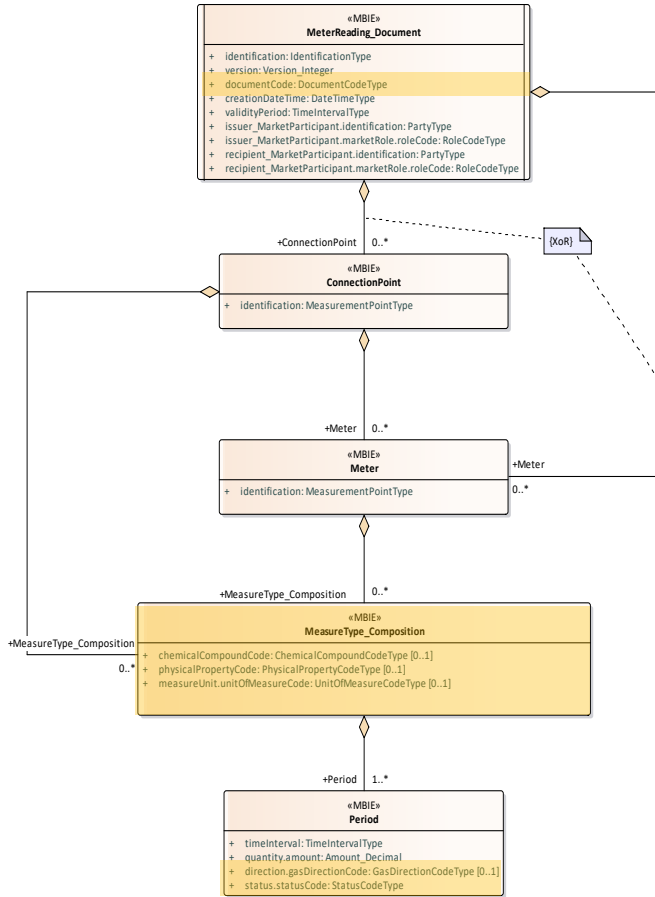 «MBIE»
MeterReading_Document
+ identification: IdentificationType
+ version: Version_Integer
+ documentCode: DocumentCodeType
+ creationDateTime: DateTimeType
+ validityPeriod: TimeIntervalType
+ issuer_MarketParticipant.identification: PartyType
+ issuer_MarketParticipant.marketRole.roleCode: RoleCodeType
+ recipient_MarketParticipant.identification: PartyType
+ recipient_MarketParticipant.marketRole.roleCode: RoleCodeType
+ConnectionPoint 0..*
{XoR}
«MBIE»
ConnectionPoint
+ identification: MeasurementPointType
+Meter 0..*
«MBIE»
Meter
+ identification: MeasurementPointType
+Meter
0..*
+MeasureType_Composition 0..*
«MBIE»
MeasureType_Composition
+MeasureType_Composition
0..*
+ chemicalCompoundCode: ChemicalCompoundCodeType [0..1]
+ physicalPropertyCode: PhysicalPropertyCodeType [0..1]
+ measureUnit.unitOfMeasureCode: UnitOfMeasureCodeType [0..1]
+Period 1..*
«MBIE»
Period
+ timeInterval: TimeIntervalType
+ quantity.amount: Amount_Decimal
+ direction.gasDirectionCode: GasDirectionCodeType [0..1]
+ status.statusCode: StatusCodeType